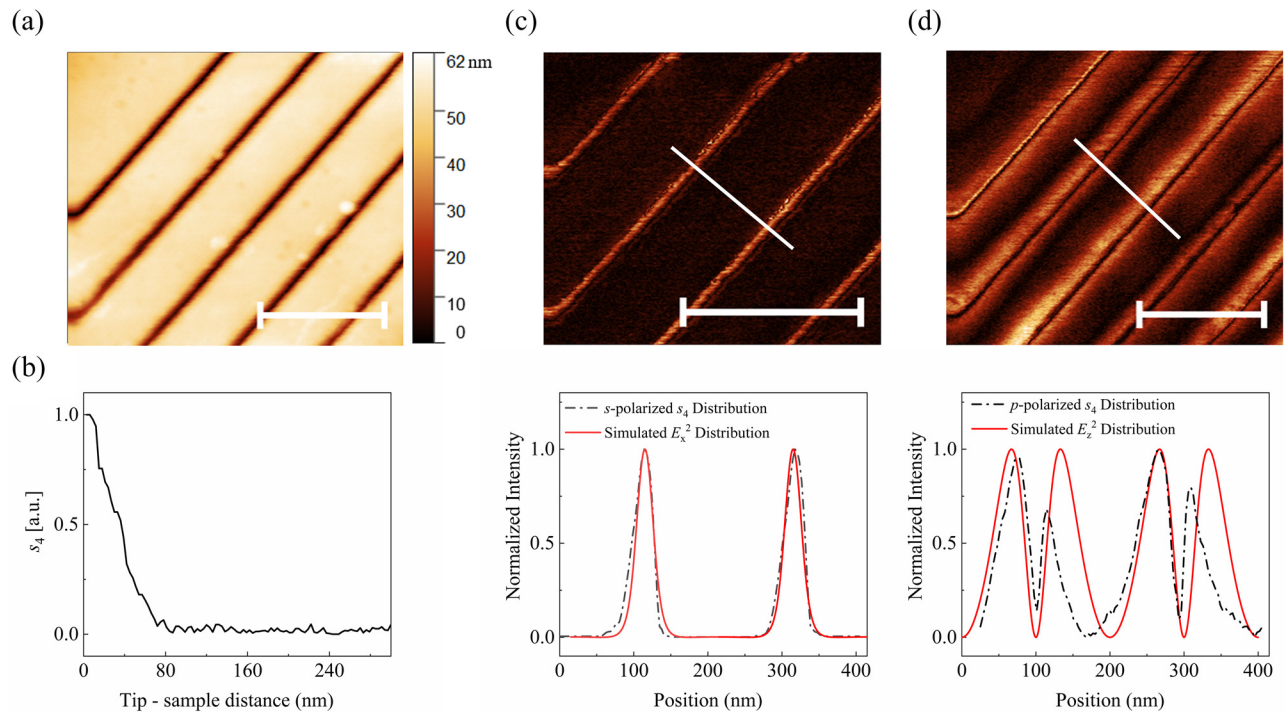 (a)
62 nm
50
40
30
20
10
0
(c)
(d)
(b)
1.0
0.5
0.0
s₄ [a.u.]
0 80 160 240
Tip - sample distance (nm)
s-polarized s₄ Distribution
Simulated Eₓ² Distribution
1.0
0.5
0.0
Normalized Intensity
0 100 200 300 400
Position (nm)
p-polarized s₄ Distribution
Simulated E_z² Distribution
1.0
0.5
0.0
Normalized Intensity
0 100 200 300 400
Position (nm)